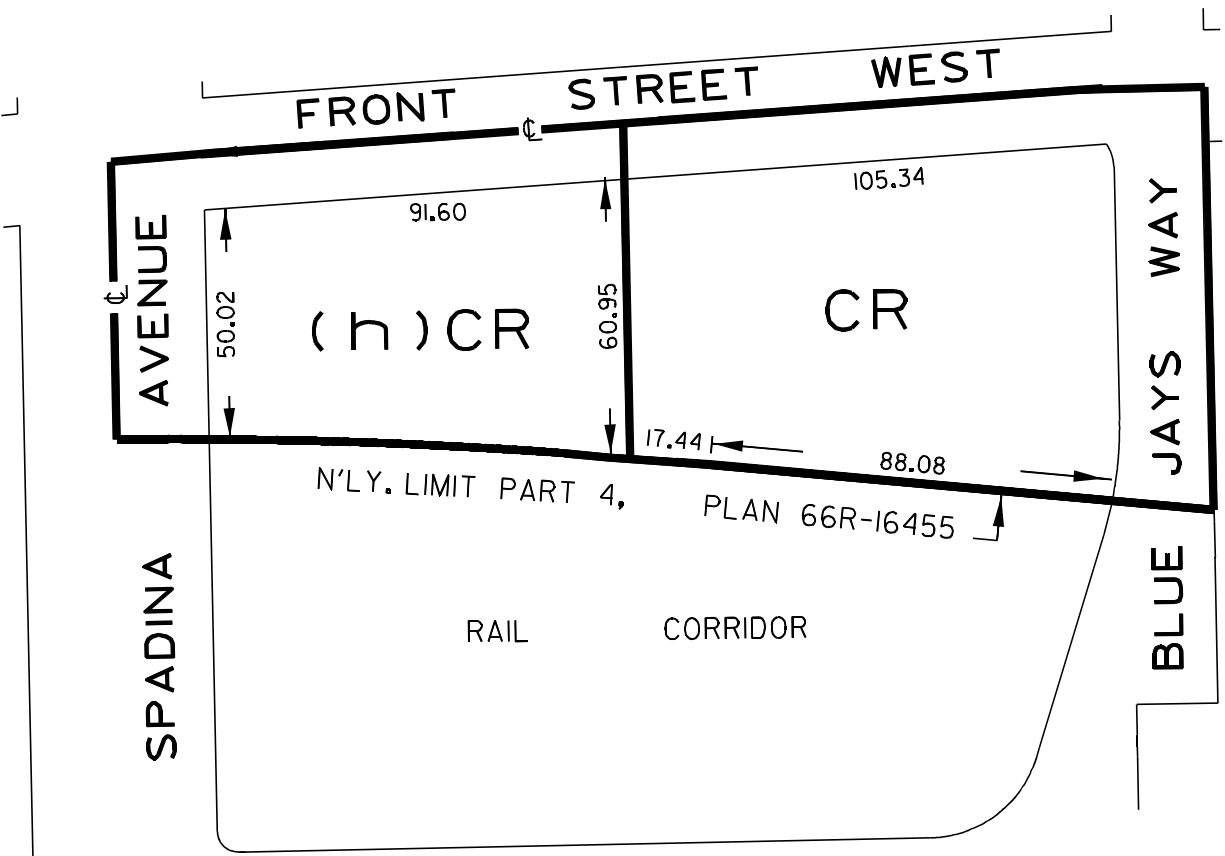 FRONT STREET WEST
℄
105.34
91.60
℄
SPADINA AVENUE
50.02
(h)CR
60.95
CR
BLUE JAYS WAY
17.44
88.08
N'LY. LIMIT PART 4, PLAN 66R-16455
RAIL CORRIDOR